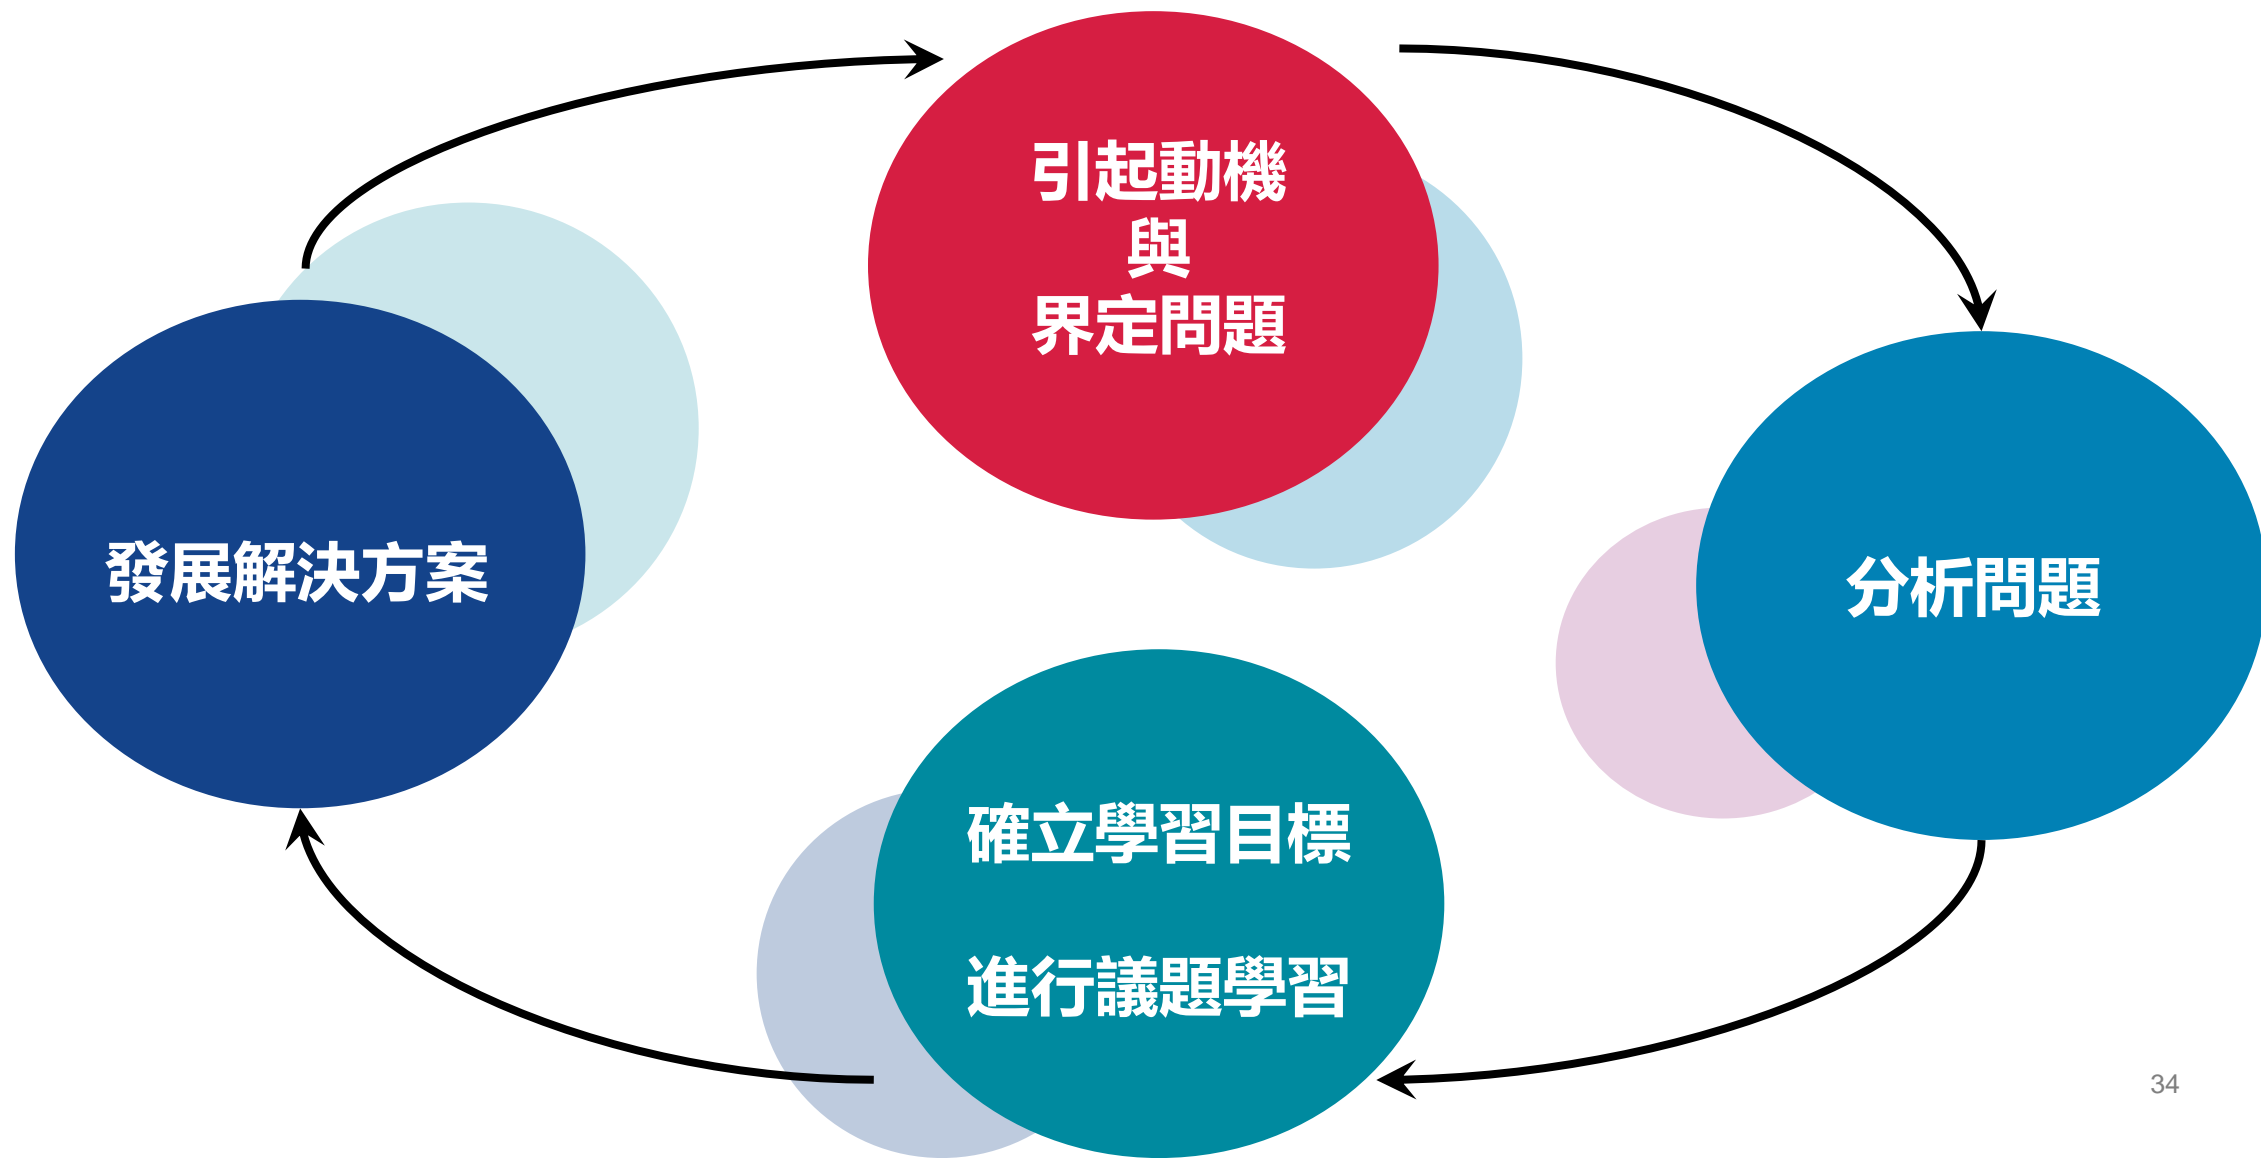 引起動機
與
界定問題
發展解決方案
分析問題
確立學習目標
進行議題學習
34